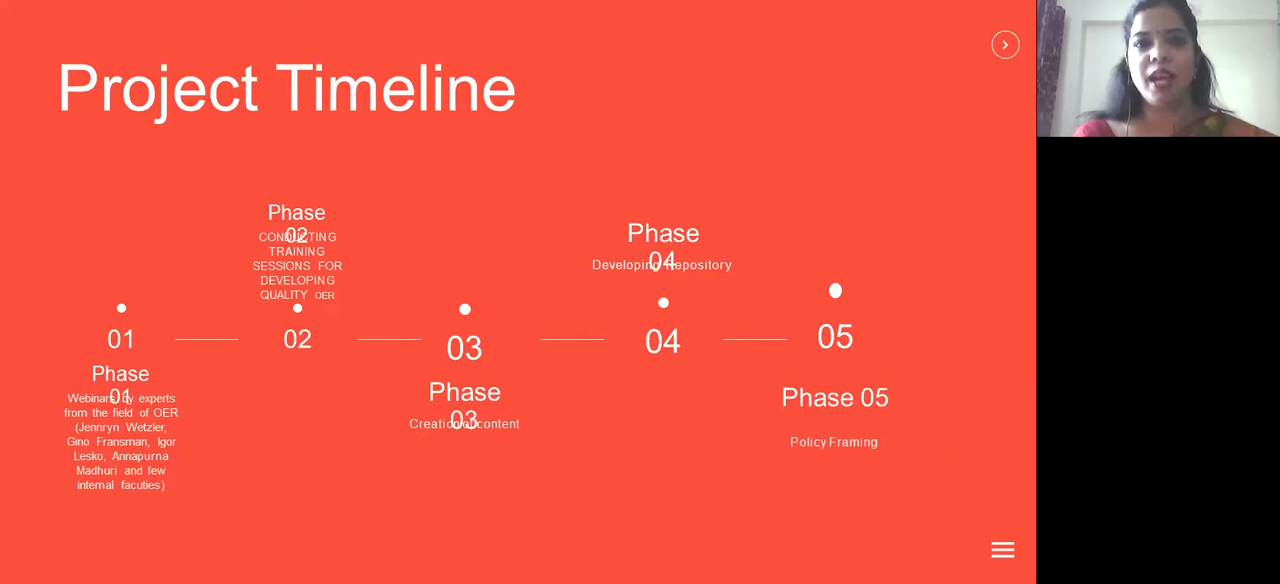 Project Timeline
Phase
02
CONDUCTING
TRAINING
SESSIONS FOR
DEVELOPING
QUALITY OER
Phase
04
Developing Repository
01
02
03
04
05
Phase
01
Webinars by experts
from the field of OER
(Jennryn Wetzler,
Gino Fransman, Igor
Lesko, Annapurna
Madhuri and few
internal facuties)
Phase
03
Creation of content
Phase 05
Policy Framing